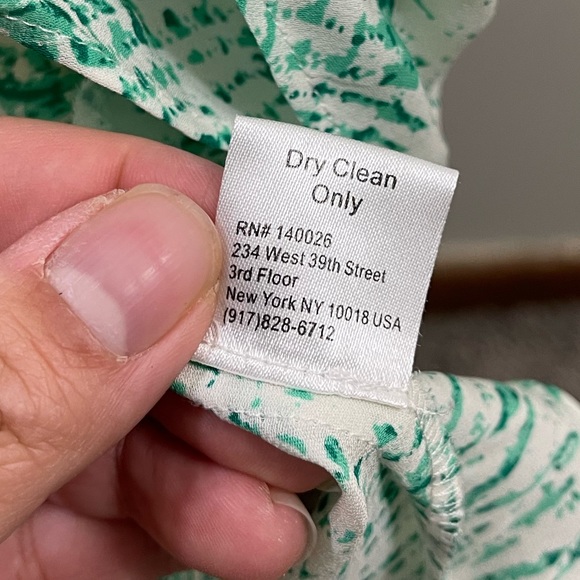 Dry Clean
Only
RN# 140026
234 West 39th Street
3rd Floor
New York NY 10018 USA
(917)828-6712